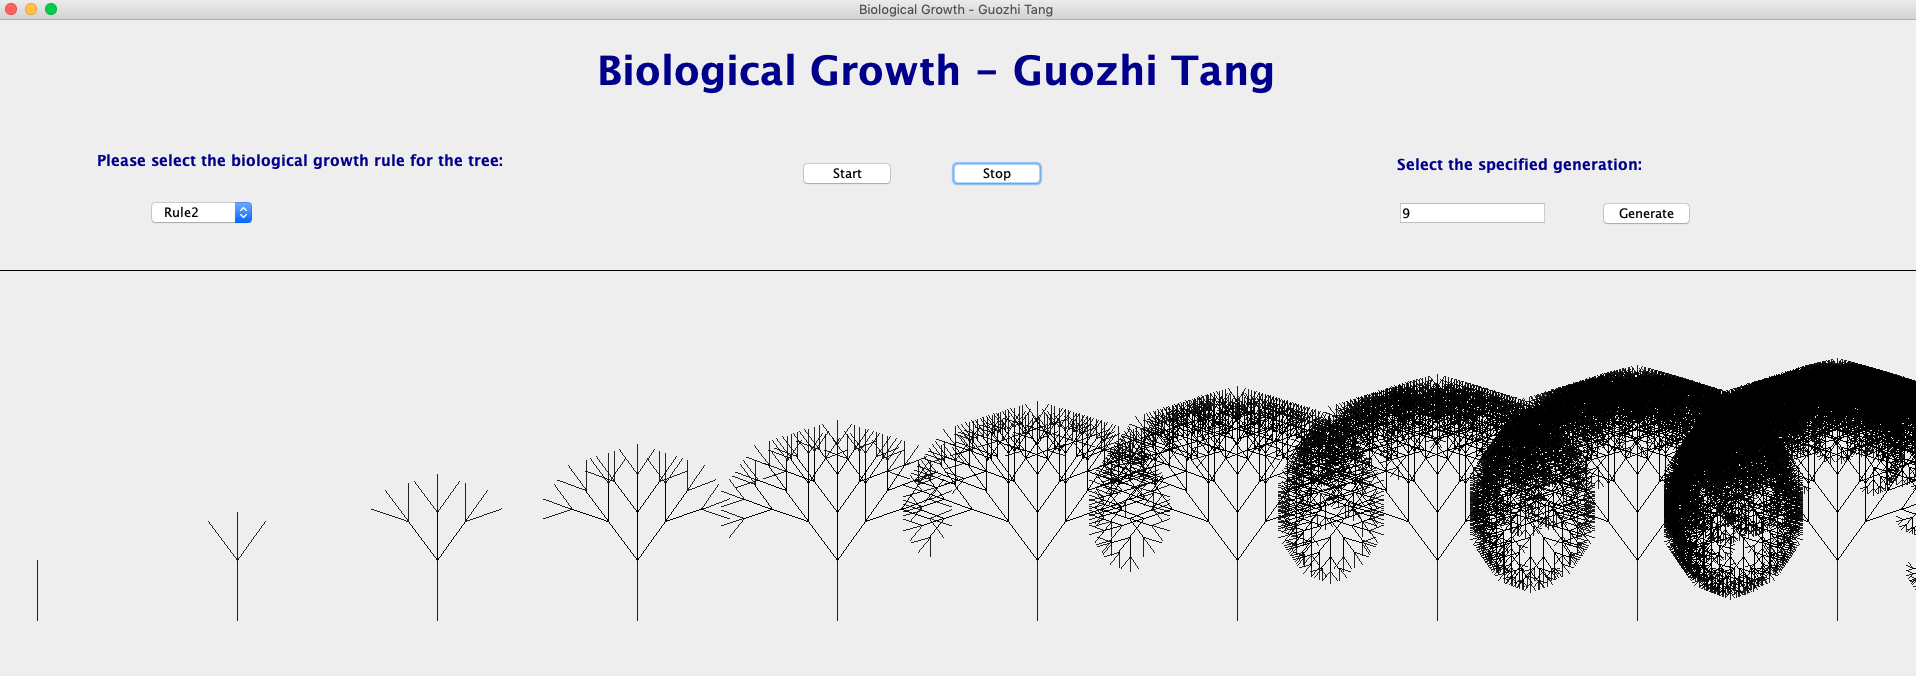 Biological Growth - Guozhi Tang
Biological Growth - Guozhi Tang
Please select the biological growth rule for the tree:
Start
Stop
Select the specified generation:
Rule2
9
Generate